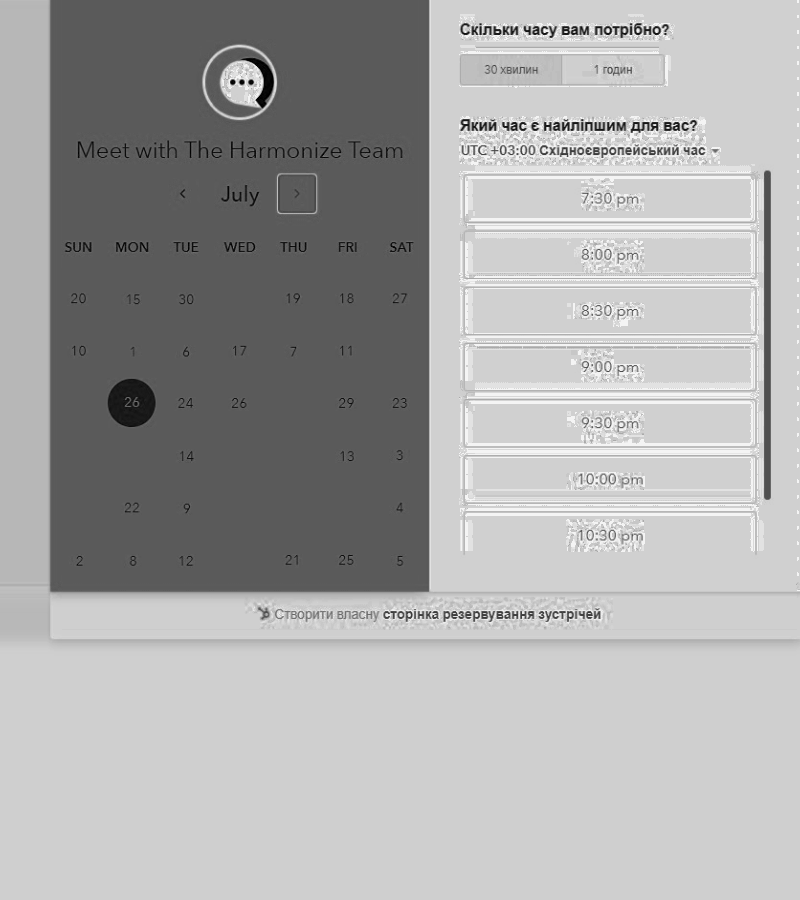 Meet with The Harmonize Team
July
SUN MON TUE WED THU FRI SAT
20 15 30 19 18 27
10 1 6 17 7 11
26 24 26 29 23
14 13 3
22 9 4
2 8 12 21 25 5
Скільки часу вам потрібно?
30 хвилин 1 годин
Який час є найліпшим для вас?
UTC +03:00 Східноєвропейський час
7:30 pm
8:00 pm
8:30 pm
9:00 pm
9:30 pm
10:00 pm
10:30 pm
Створити власну сторінка резервування зустрічей